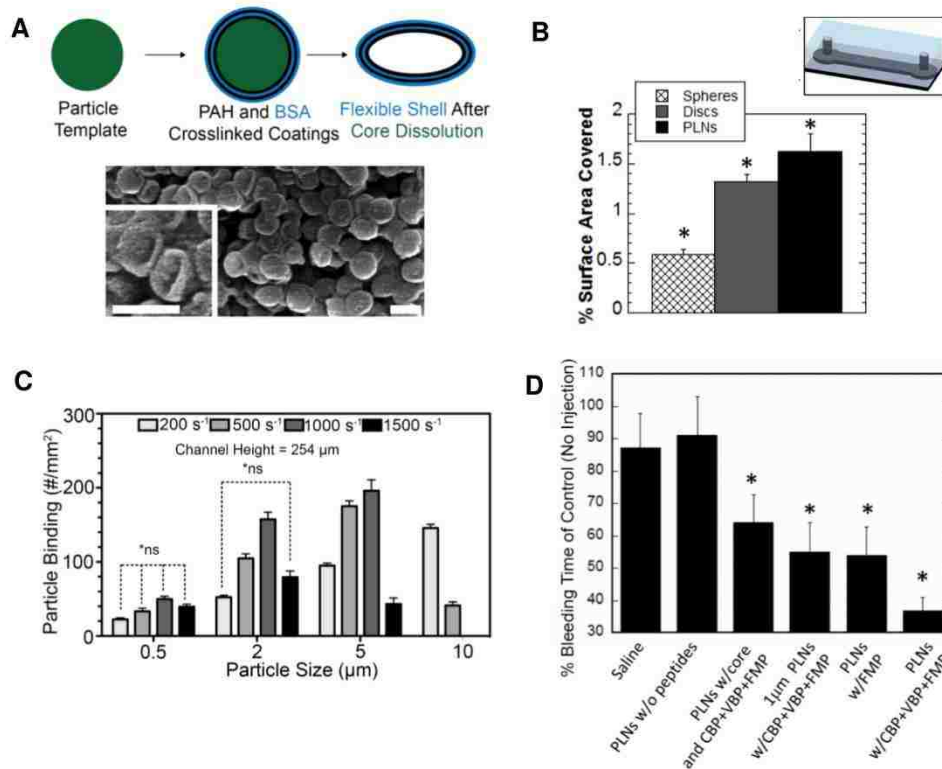 A
Particle
Template
PAH and BSA
Crosslinked Coatings
Flexible Shell After
Core Dissolution
B
% Surface Area Covered
2
1.5
1
0.5
0
Spheres
Discs
PLNs
*
*
*
C
Particle Binding (#/mm²)
300
200
100
0
200 s⁻¹
500 s⁻¹
1000 s⁻¹
1500 s⁻¹
Channel Height = 254 µm
*ns
*ns
0.5
2
5
10
Particle Size (µm)
D
% Bleeding Time of Control (No Injection)
110
100
90
80
70
60
50
40
30
*
*
*
*
Saline
PLNs w/o peptides
PLNs w/core
and CBP+VBP+FMP
1µm PLNs
w/CBP+VBP+FMP
PLNs
w/FMP
PLNs
w/CBP+VBP+FMP